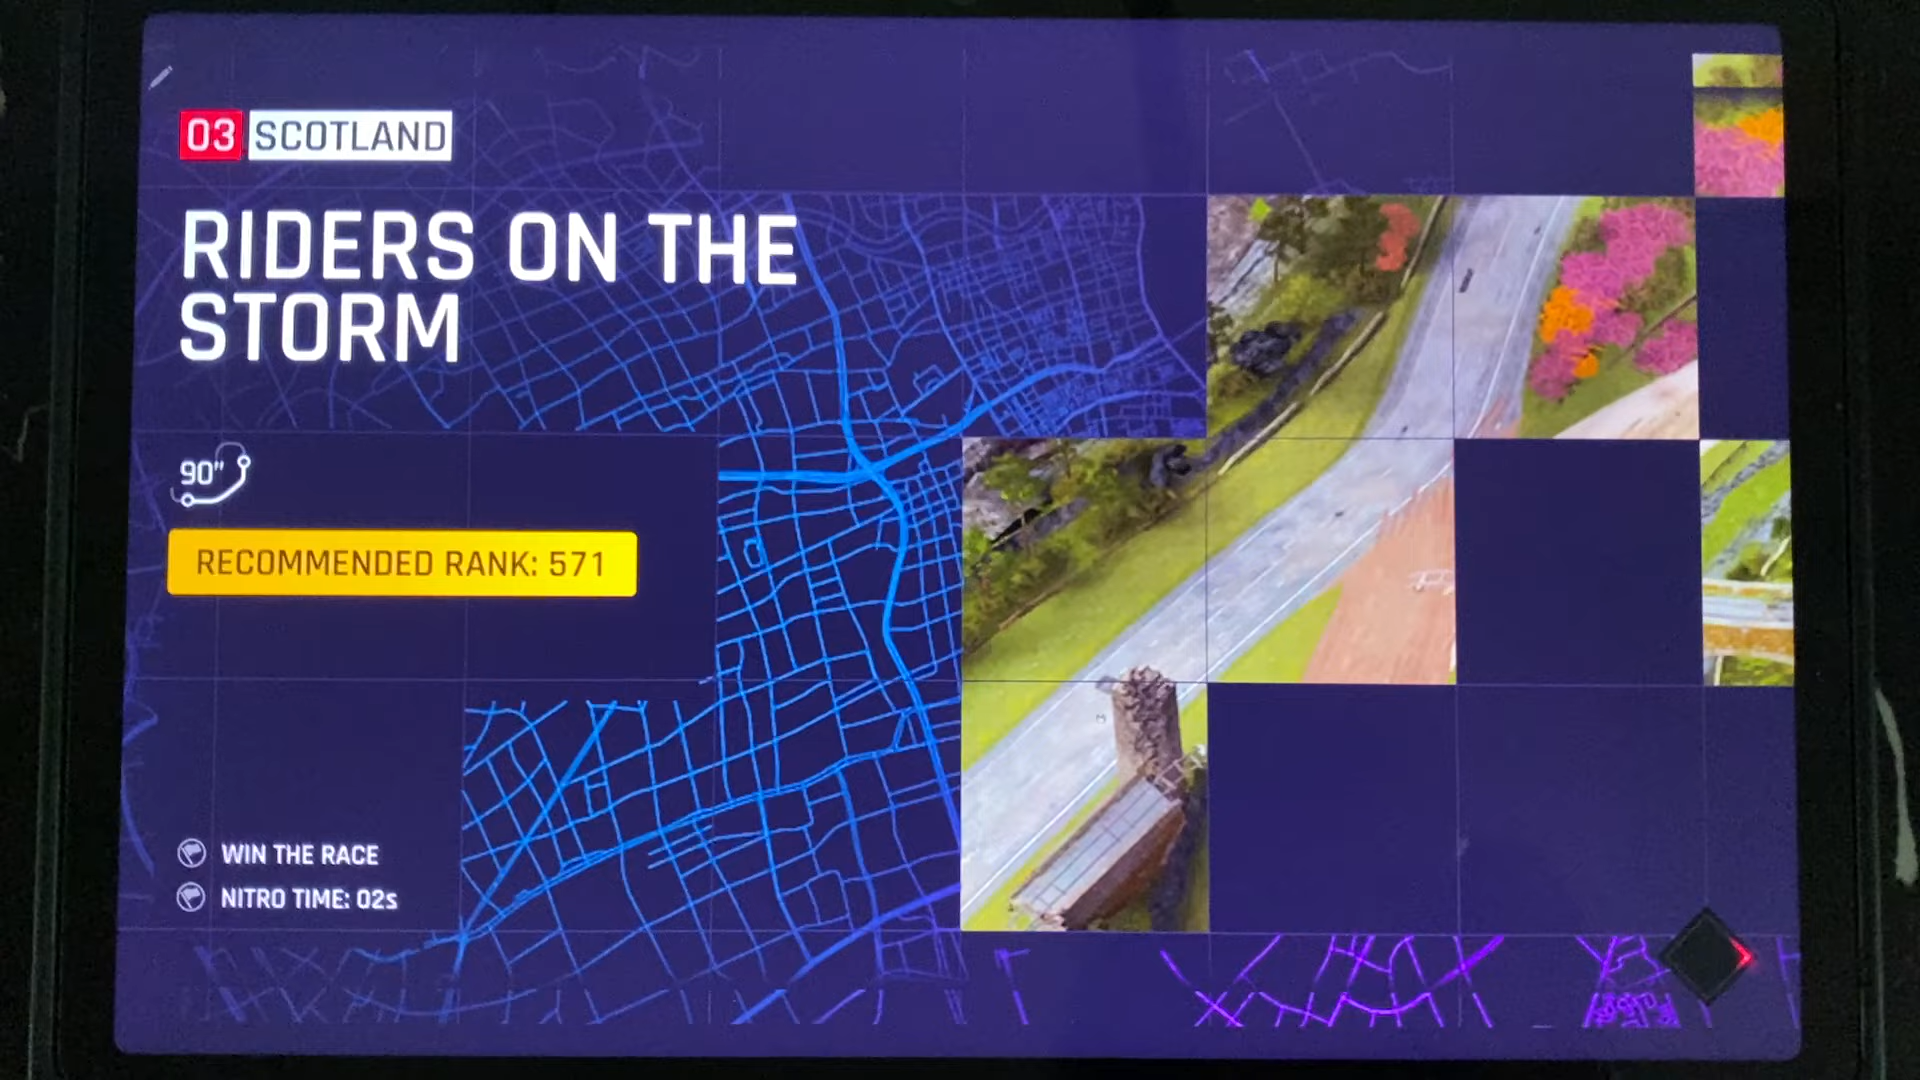 03 SCOTLAND
RIDERS ON THE
STORM
90"
RECOMMENDED RANK: 571
WIN THE RACE
NITRO TIME: 02s